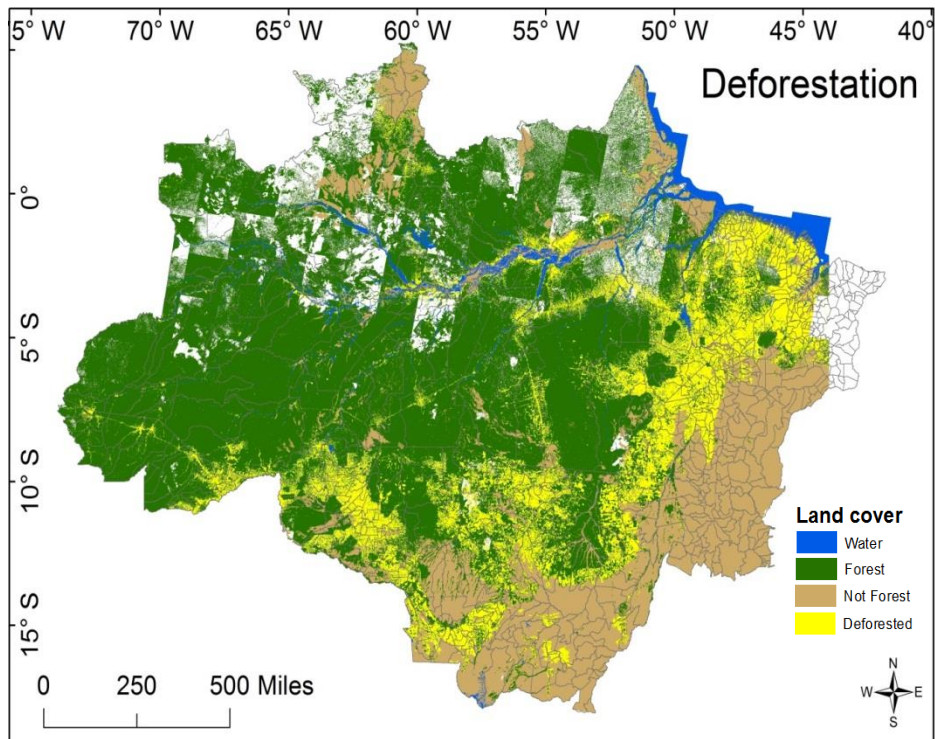 5° W 70° W 65° W 60° W 55° W 50° W 45° W 40°
Deforestation
0°
5° S
10° S
15° S
Land cover
Water
Forest
Not Forest
Deforested
0 250 500 Miles
N
W E
S